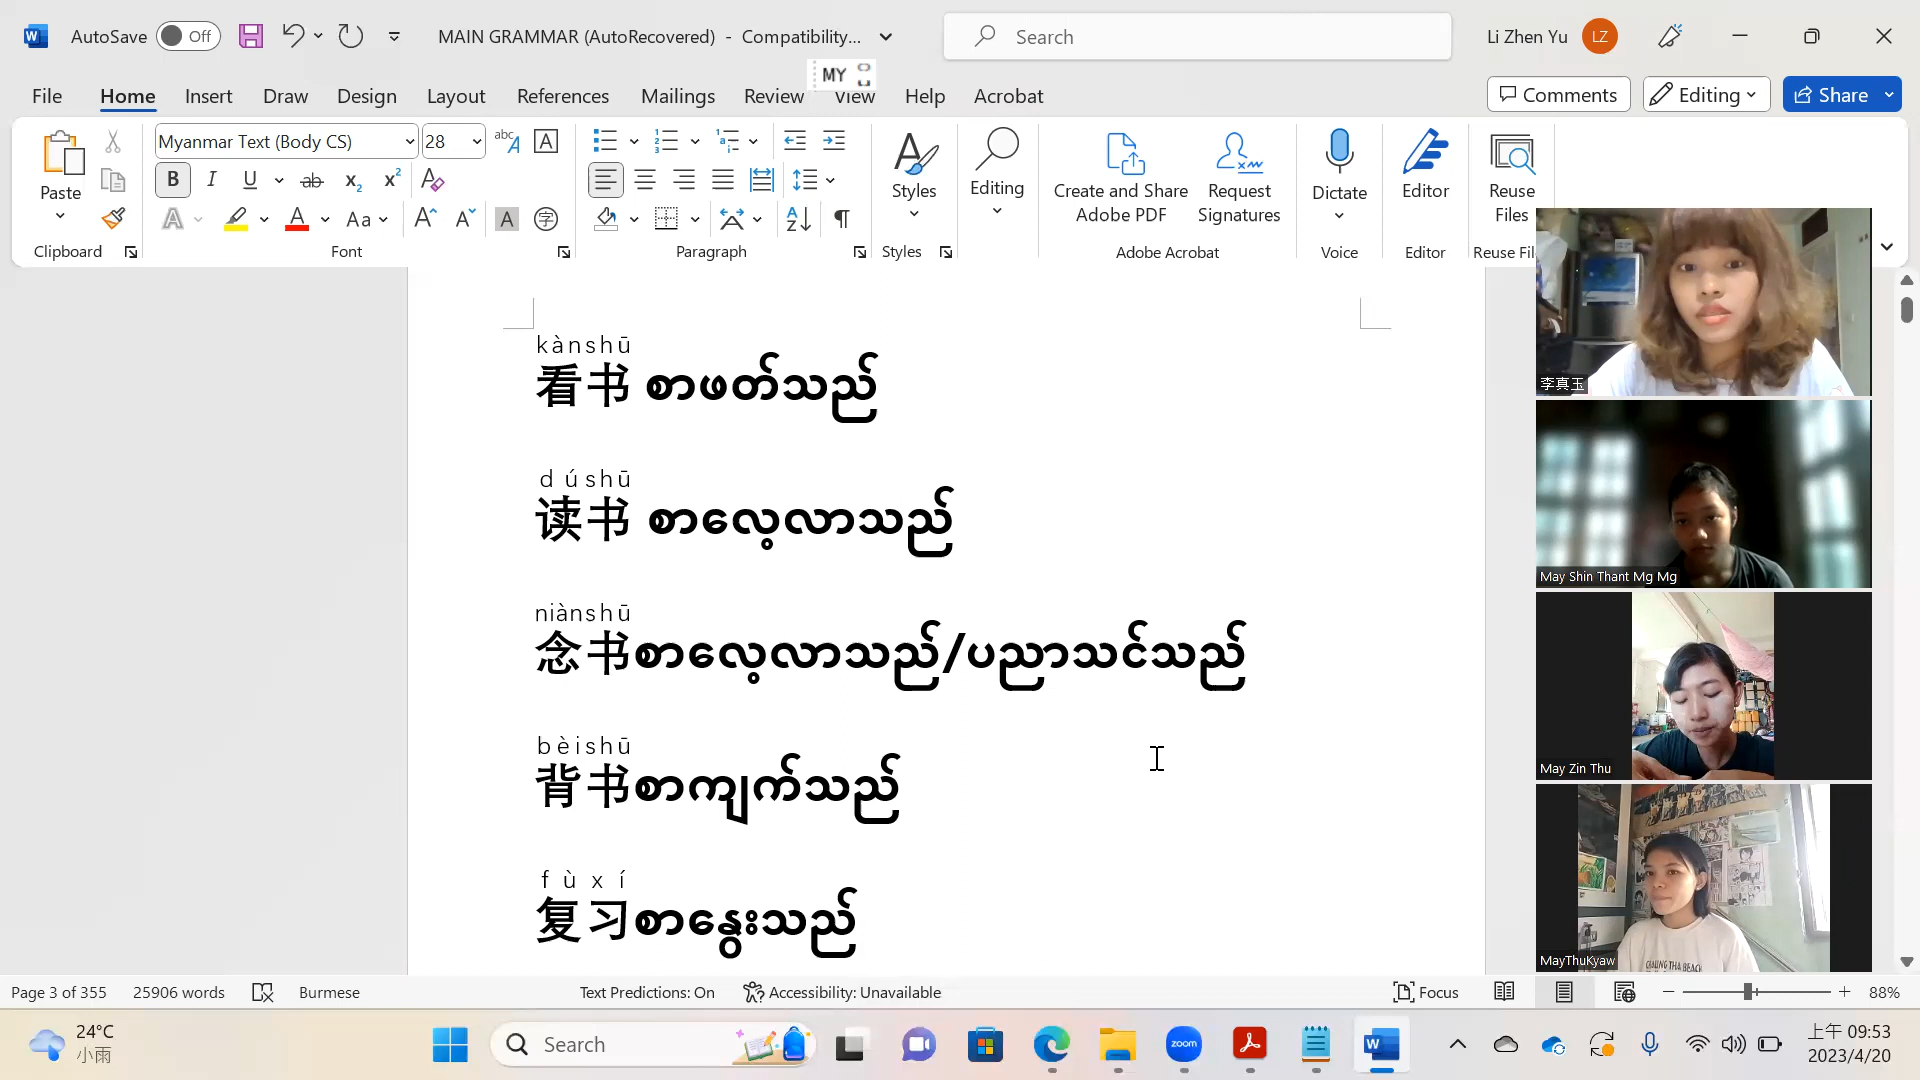 AutoSave Off MAIN GRAMMAR (AutoRecovered) - Compatibility... Search Li Zhen Yu LZ
MY
File Home Insert Draw Design Layout References Mailings Review View Help Acrobat Comments Editing Share
Paste Myanmar Text (Body CS) 28 Styles Editing Create and Share Adobe PDF Request Signatures Dictate Editor Reuse Files
Clipboard Font Paragraph Styles Adobe Acrobat Voice Editor Reuse Fil
kànshū
看书 စာဖတ်သည်
dúshū
读书 စာလေ့လာသည်
niànshū
念书စာလေ့လာသည်/ပညာသင်သည်
bèishū
背书စာကျက်သည်
fùxí
复习စာနွေးသည်
李真玉
May Shin Thant Mg Mg
May Zin Thu
MayThuKyaw
Page 3 of 355 25906 words Burmese Text Predictions: On Accessibility: Unavailable Focus 88%
24°C
小雨
Search
zoom
上午 09:53
2023/4/20